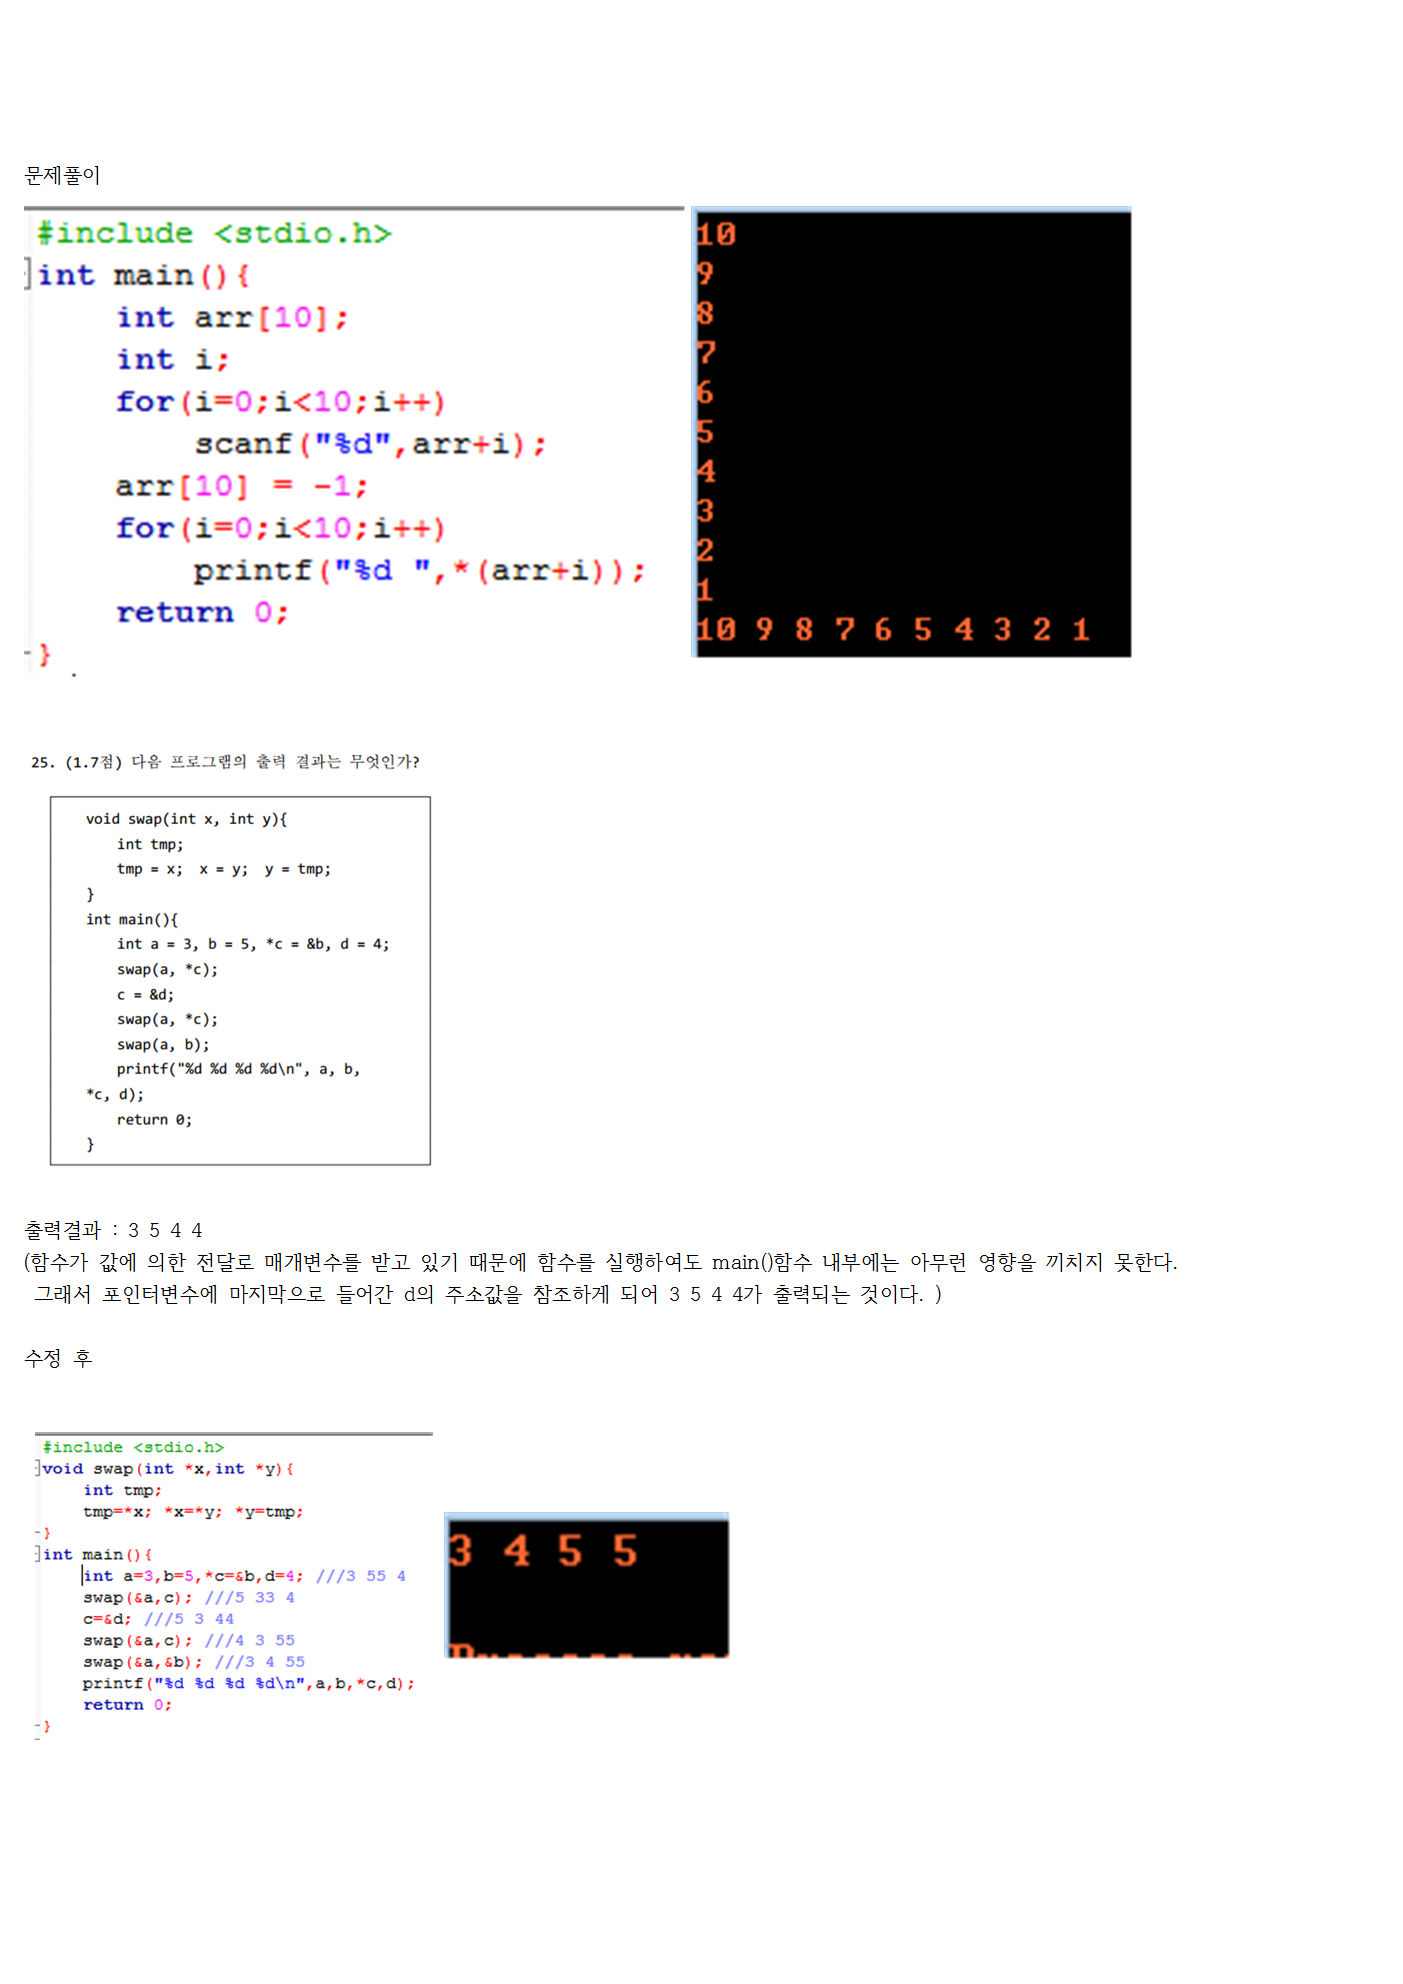 문제풀이
#include <stdio.h>
int main(){
int arr[10];
int i;
for(i=0;i<10;i++)
scanf("%d",arr+i);
arr[10] = -1;
for(i=0;i<10;i++)
printf("%d ",*(arr+i));
return 0;
}
10
9
8
7
6
5
4
3
2
1
10 9 8 7 6 5 4 3 2 1
25. (1.7점) 다음 프로그램의 출력 결과는 무엇인가?
void swap(int x, int y){
int tmp;
tmp = x; x = y; y = tmp;
}
int main(){
int a = 3, b = 5, *c = &b, d = 4;
swap(a, *c);
c = &d;
swap(a, *c);
swap(a, b);
printf("%d %d %d %d\n", a, b,
*c, d);
return 0;
}
출력결과 : 3 5 4 4
(함수가 값에 의한 전달로 매개변수를 받고 있기 때문에 함수를 실행하여도 main()함수 내부에는 아무런 영향을 끼치지 못한다.
그래서 포인터변수에 마지막으로 들어간 d의 주소값을 참조하게 되어 3 5 4 4가 출력되는 것이다. )
수정 후
#include <stdio.h>
void swap(int *x,int *y){
int tmp;
tmp=*x; *x=*y; *y=tmp;
}
int main(){
int a=3,b=5,*c=&b,d=4; ///3 55 4
swap(&a,c); ///5 33 4
c=&d; ///5 3 44
swap(&a,c); ///4 3 55
swap(&a,&b); ///3 4 55
printf("%d %d %d %d\n",a,b,*c,d);
return 0;
}
3 4 5 5